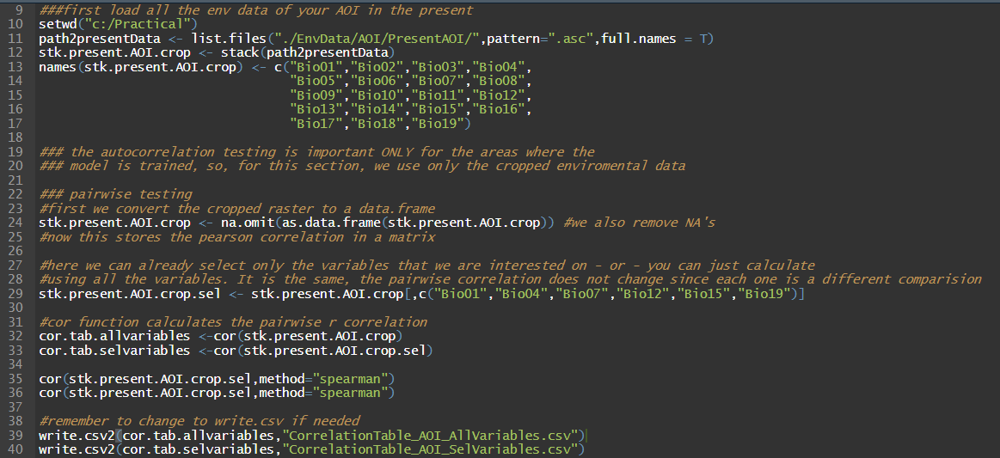 9 ###first load all the env data of your AOI in the present
10 setwd("c:/Practical")
11 path2presentData <- list.files("./EnvData/AOI/PresentAOI/",pattern=".asc",full.names = T)
12 stk.present.AOI.crop <- stack(path2presentData)
13 names(stk.present.AOI.crop) <- c("Bio01","Bio02","Bio03","Bio04",
14 "Bio05","Bio06","Bio07","Bio08",
15 "Bio09","Bio10","Bio11","Bio12",
16 "Bio13","Bio14","Bio15","Bio16",
17 "Bio17","Bio18","Bio19")
18
19 ### the autocorrelation testing is important ONLY for the areas where the
20 ### model is trained, so, for this section, we use only the cropped enviromental data
21
22 ### pairwise testing
23 #first we convert the cropped raster to a data.frame
24 stk.present.AOI.crop <- na.omit(as.data.frame(stk.present.AOI.crop)) #we also remove NA's
25 #now this stores the pearson correlation in a matrix
26
27 #here we can already select only the variables that we are interested on - or - you can just calculate
28 #using all the variables. It is the same, the pairwise correlation does not change since each one is a different comparision
29 stk.present.AOI.crop.sel <- stk.present.AOI.crop[,c("Bio01","Bio04","Bio07","Bio12","Bio15","Bio19")]
30
31 #cor function calculates the pairwise r correlation
32 cor.tab.allvariables <-cor(stk.present.AOI.crop)
33 cor.tab.selvariables <-cor(stk.present.AOI.crop.sel)
34
35 cor(stk.present.AOI.crop.sel,method="spearman")
36 cor(stk.present.AOI.crop.sel,method="spearman")
37
38 #remember to change to write.csv if needed
39 write.csv2(cor.tab.allvariables,"CorrelationTable_AOI_AllVariables.csv")
40 write.csv2(cor.tab.selvariables,"CorrelationTable_AOI_SelVariables.csv")